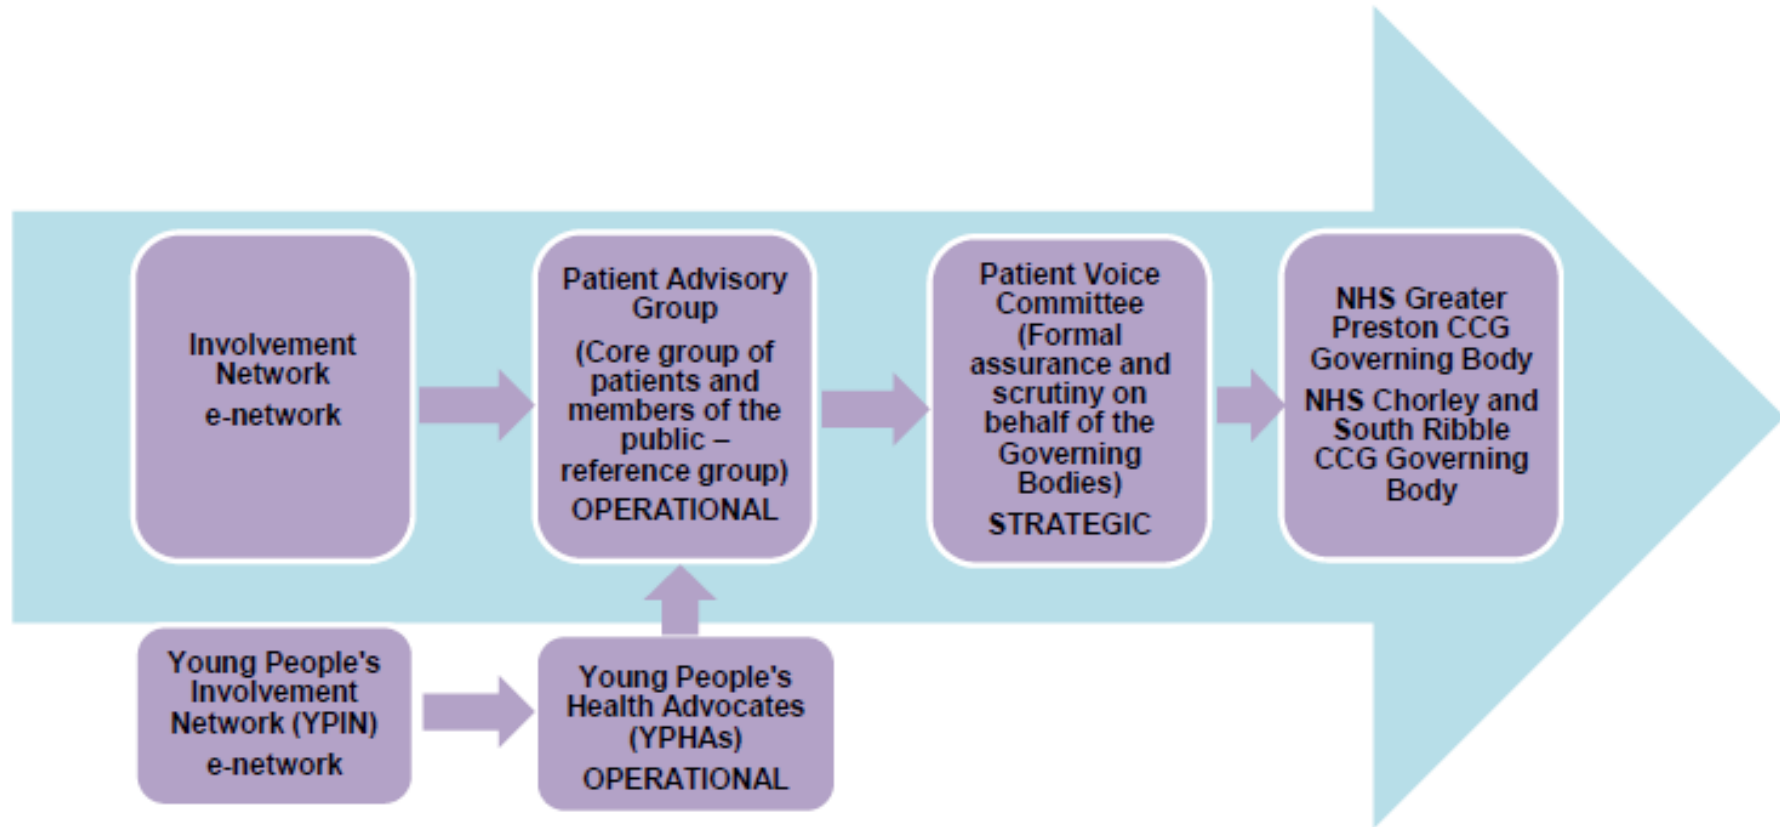 Involvement
Network
e-network
Patient Advisory
Group
(Core group of
patients and
members of the
public –
reference group)
OPERATIONAL
Patient Voice
Committee
(Formal
assurance and
scrutiny on
behalf of the
Governing
Bodies)
STRATEGIC
NHS Greater
Preston CCG
Governing Body
NHS Chorley and
South Ribble
CCG Governing
Body
Young People's
Involvement
Network (YPIN)
e-network
Young People's
Health Advocates
(YPHAs)
OPERATIONAL